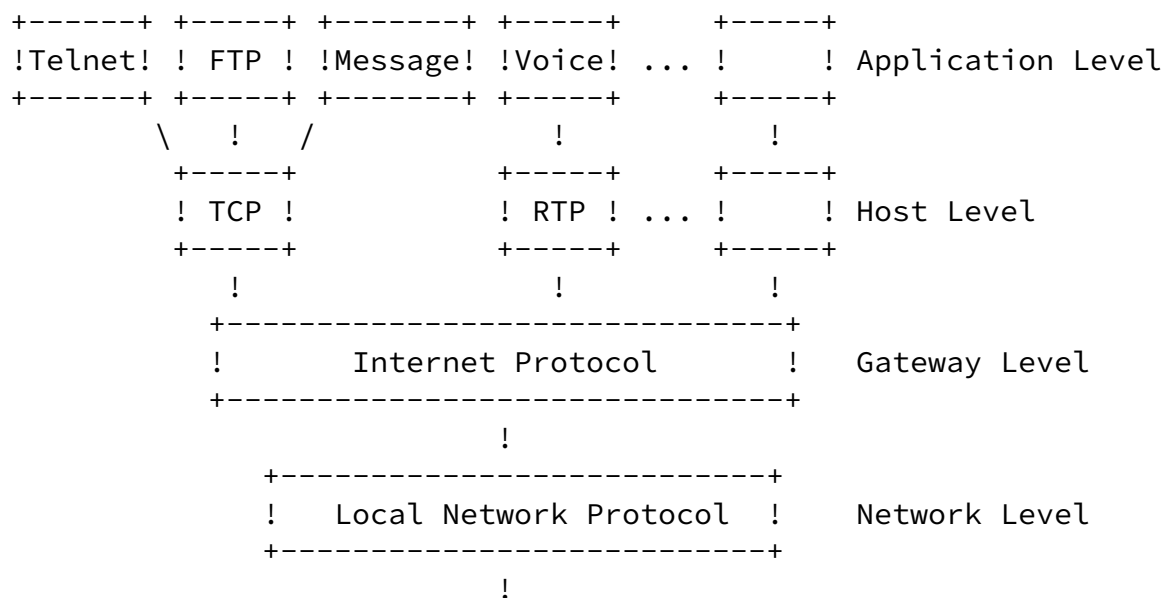 +------+ +-----+ +-------+ +-----+     +-----+
!Telnet! ! FTP ! !Message! !Voice! ... !     ! Application Level
+------+ +-----+ +-------+ +-----+     +-----+
        \   !   /             !           !
         +-----+           +-----+     +-----+
         ! TCP !           ! RTP ! ... !     ! Host Level
         +-----+           +-----+     +-----+
            !                 !           !
           +-------------------------------+
           !       Internet Protocol       !   Gateway Level
           +-------------------------------+
                           !
              +---------------------------+
              !   Local Network Protocol  !    Network Level
              +---------------------------+
                           !